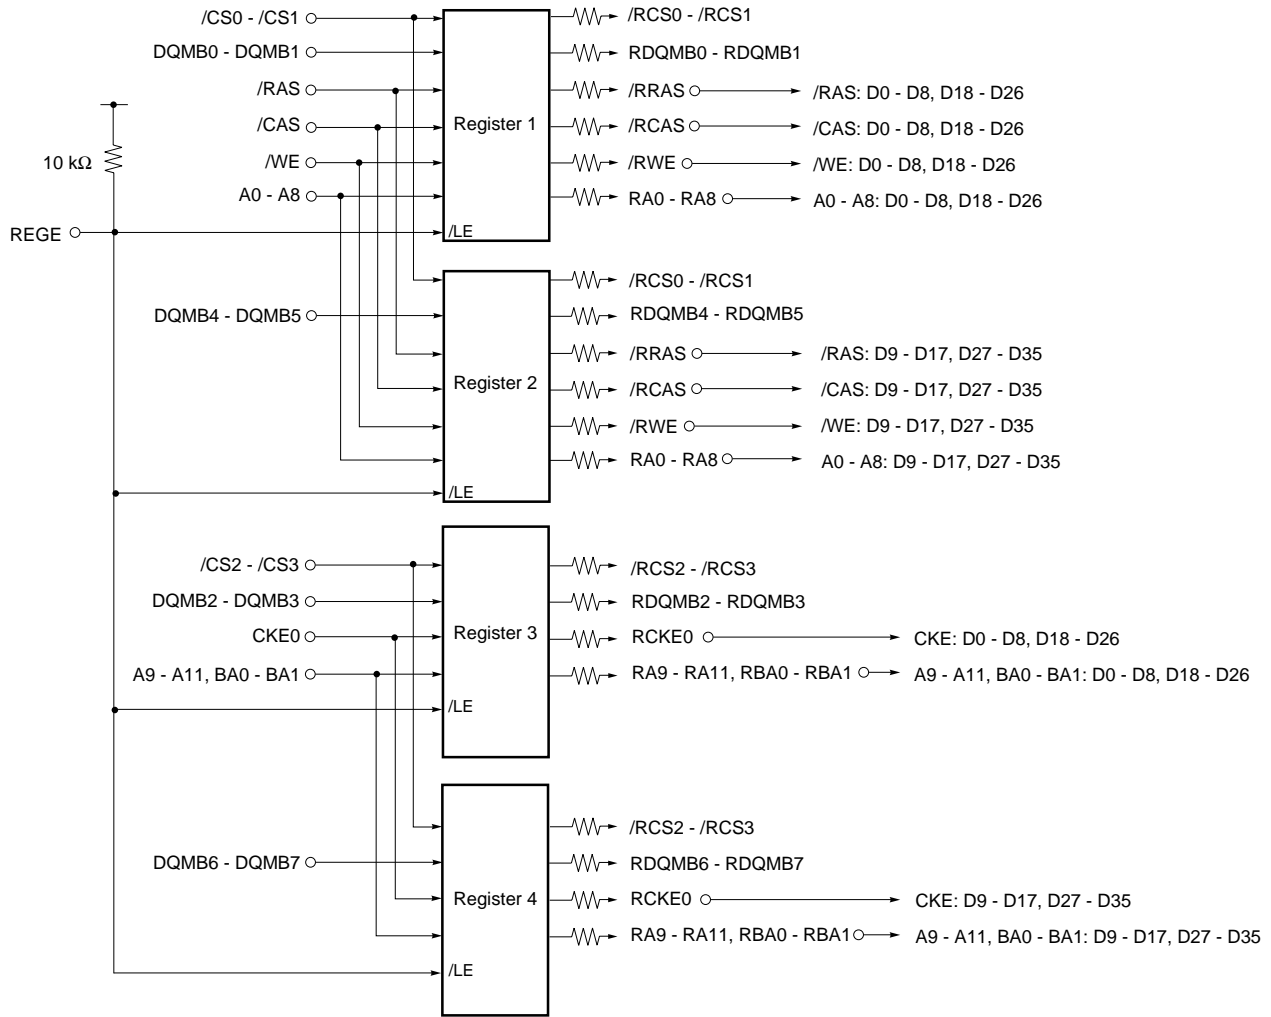 /CS0 - /CS1
/RCS0 - /RCS1
DQMB0 - DQMB1
RDQMB0 - RDQMB1
/RAS
/RRAS
/RAS: D0 - D8, D18 - D26
/CAS
Register 1
/RCAS
/CAS: D0 - D8, D18 - D26
10 kΩ
/WE
/RWE
/WE: D0 - D8, D18 - D26
A0 - A8
RA0 - RA8
A0 - A8: D0 - D8, D18 - D26
REGE
/LE
/RCS0 - /RCS1
DQMB4 - DQMB5
RDQMB4 - RDQMB5
/RRAS
/RAS: D9 - D17, D27 - D35
Register 2
/RCAS
/CAS: D9 - D17, D27 - D35
/RWE
/WE: D9 - D17, D27 - D35
RA0 - RA8
A0 - A8: D9 - D17, D27 - D35
/LE
/CS2 - /CS3
/RCS2 - /RCS3
DQMB2 - DQMB3
RDQMB2 - RDQMB3
CKE0
Register 3
RCKE0
CKE: D0 - D8, D18 - D26
A9 - A11, BA0 - BA1
RA9 - RA11, RBA0 - RBA1
A9 - A11, BA0 - BA1: D0 - D8, D18 - D26
/LE
/RCS2 - /RCS3
DQMB6 - DQMB7
RDQMB6 - RDQMB7
Register 4
RCKE0
CKE: D9 - D17, D27 - D35
RA9 - RA11, RBA0 - RBA1
A9 - A11, BA0 - BA1: D9 - D17, D27 - D35
/LE